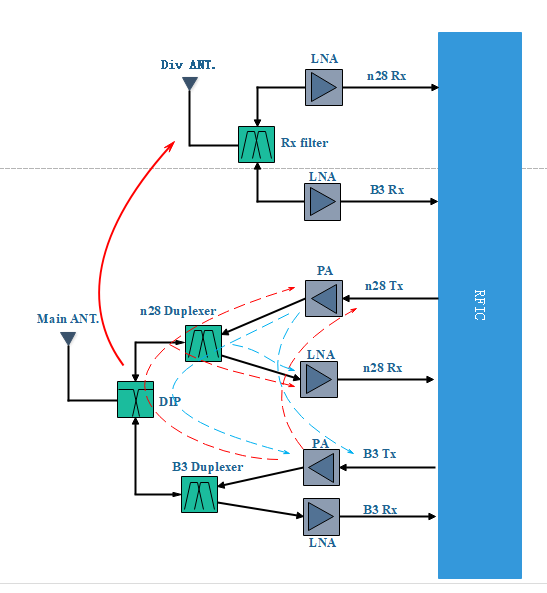 LNA
Div ANT.
n28 Rx
Rx filter
LNA
B3 Rx
PA
n28 Tx
RFIC
n28 Duplexer
Main ANT.
LNA
n28 Rx
DIP
PA
B3 Tx
B3 Duplexer
B3 Rx
LNA